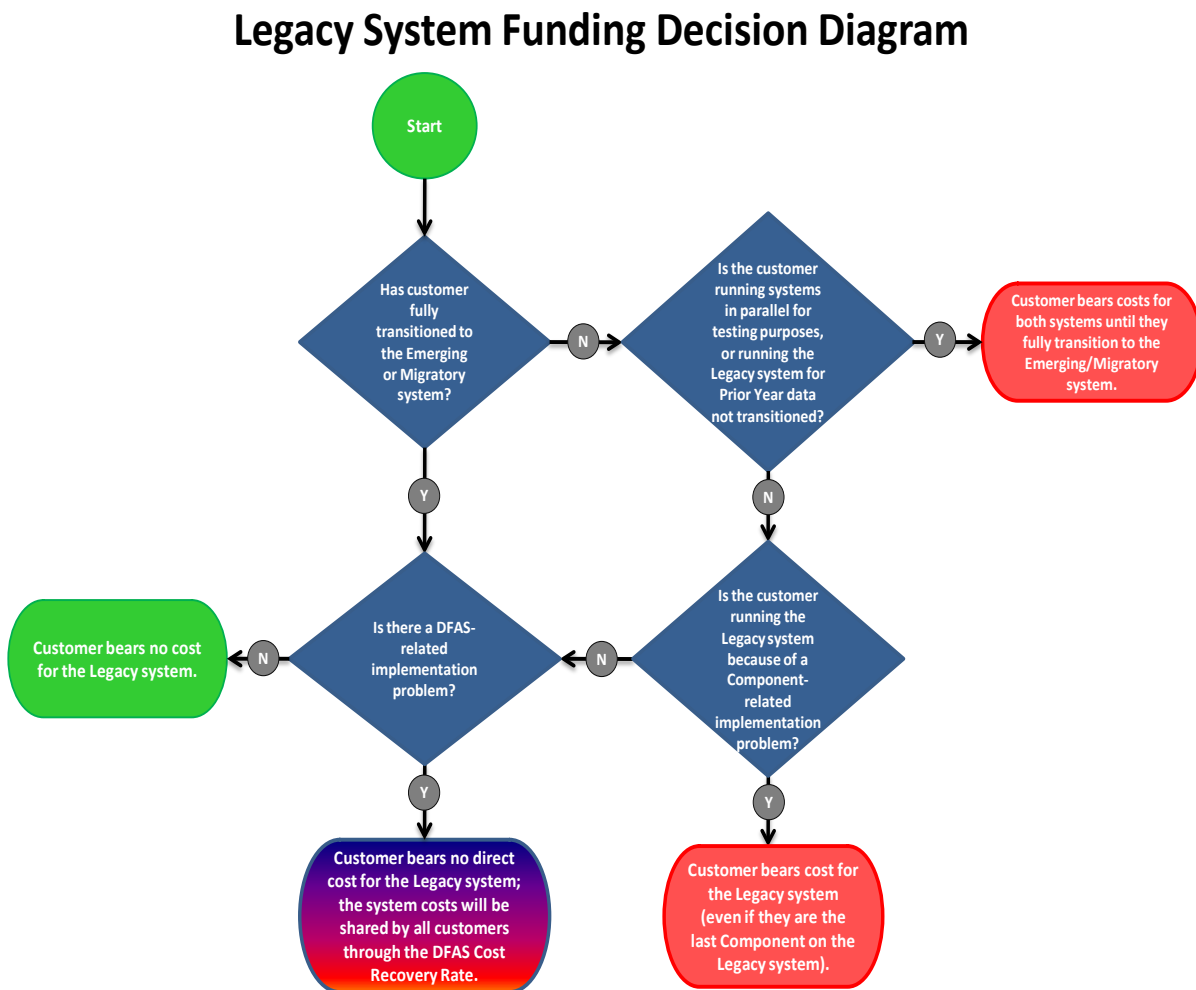 Legacy System Funding Decision Diagram
Start
Has customer
fully
transitioned to
the Emerging
or Migratory
system?
N
Is the customer
running systems
in parallel for
testing purposes,
or running the
Legacy system for
Prior Year data
not transitioned?
Y
Customer bears costs for
both systems until they
fully transition to the
Emerging/Migratory
system.
Y
N
Customer bears no cost
for the Legacy system.
N
Is there a DFAS-
related
implementation
problem?
N
Is the customer
running the
Legacy system
because of a
Component-
related
implementation
problem?
Y
Y
Customer bears no direct
cost for the Legacy system;
the system costs will be
shared by all customers
through the DFAS Cost
Recovery Rate.
Customer bears cost for
the Legacy system
(even if they are the
last Component on the
Legacy system).